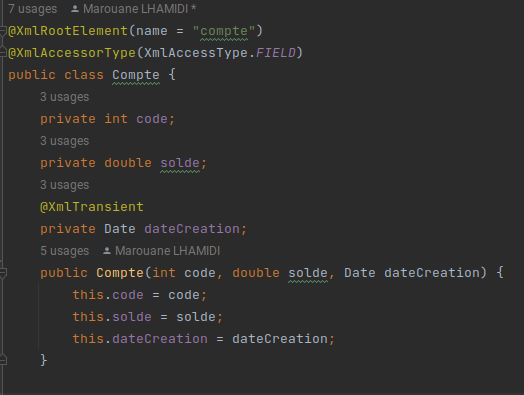 7 usages Marouane LHAMIDI *
@XmlRootElement(name = "compte")
@XmlAccessorType(XmlAccessType.FIELD)
public class Compte {
3 usages
private int code;
3 usages
private double solde;
3 usages
@XmlTransient
private Date dateCreation;
5 usages Marouane LHAMIDI
public Compte(int code, double solde, Date dateCreation) {
this.code = code;
this.solde = solde;
this.dateCreation = dateCreation;
}